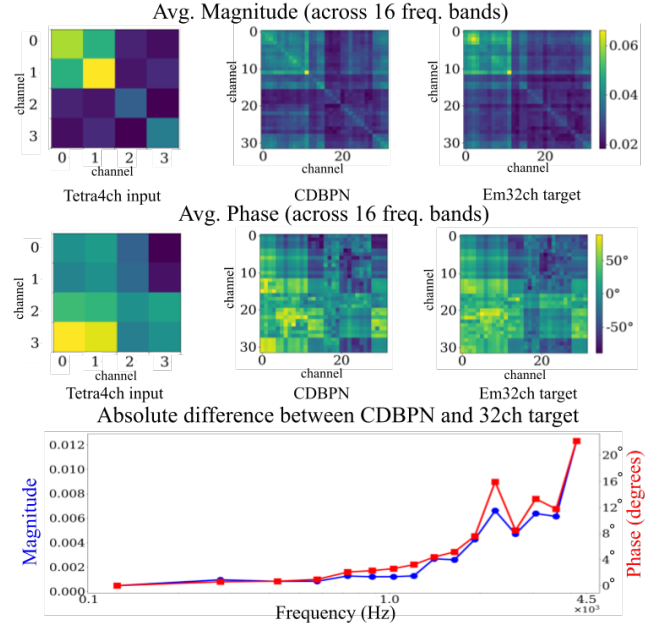 Avg. Magnitude (across 16 freq. bands)
0
1
2
3
channel
0 1 2 3
channel
Tetra4ch input
0
10
20
30
channel
0 20
channel
CDBPN
0
10
20
30
channel
0 20
channel
Em32ch target
0.06
0.04
0.02
Avg. Phase (across 16 freq. bands)
0
1
2
3
channel
0 1 2 3
channel
Tetra4ch input
0
10
20
30
channel
0 20
channel
CDBPN
0
10
20
30
channel
0 20
channel
Em32ch target
50°
0°
-50°
Absolute difference between CDBPN and 32ch target
Magnitude
0.012
0.010
0.008
0.006
0.004
0.002
0.000
20°
16°
12°
8°
4°
0°
Phase (degrees)
0.1 1.0 4.5
×10³
Frequency (Hz)